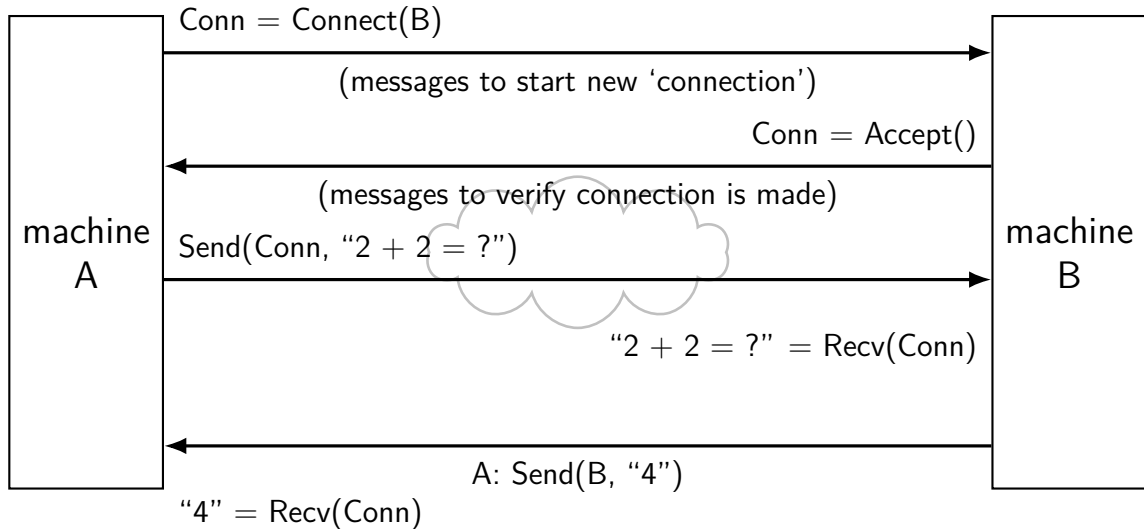 Conn = Connect(B)
(messages to start new ‘connection’)
Conn = Accept()
(messages to verify connection is made)
machine
A
machine
B
Send(Conn, “2 + 2 = ?”)
“2 + 2 = ?” = Recv(Conn)
A: Send(B, “4”)
“4” = Recv(Conn)